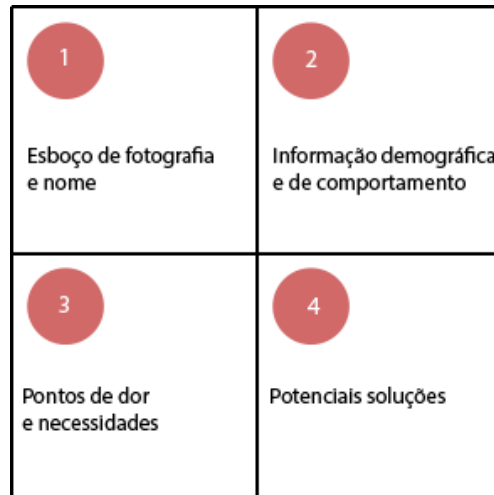 1
Esboço de fotografia
e nome
2
Informação demográfica
e de comportamento
3
Pontos de dor
e necessidades
4
Potenciais soluções